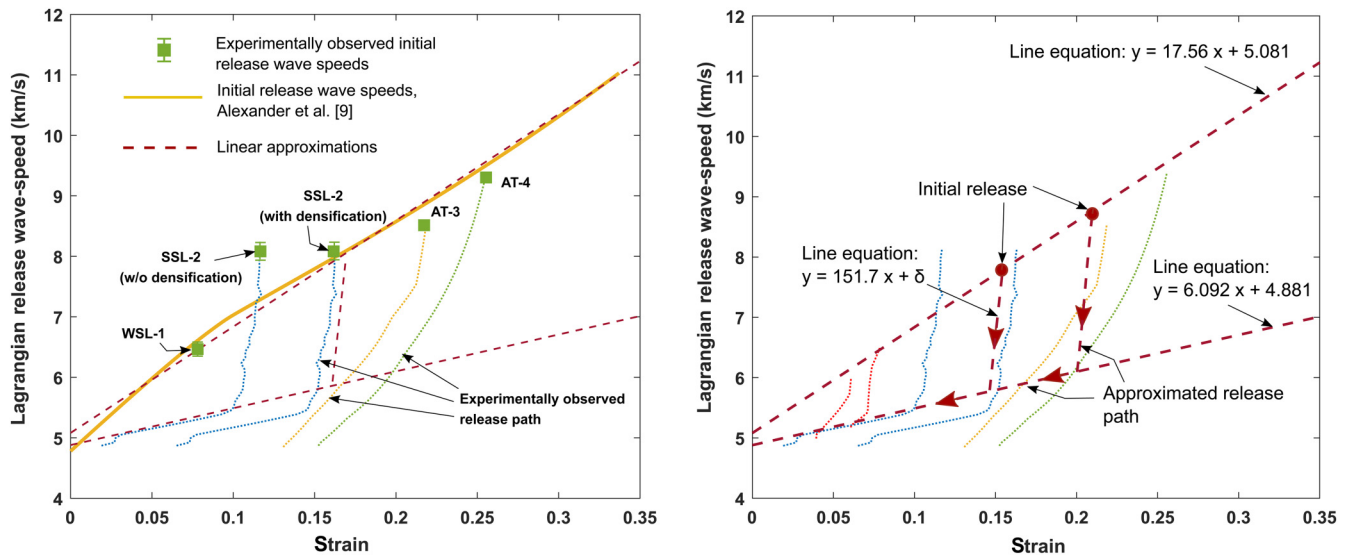 12
11
10
9
8
7
6
5
4
0
0.05
0.1
0.15
0.2
0.25
0.3
0.35
Lagrangian release wave-speed (km/s)
Strain
Experimentally observed initial
release wave speeds
Initial release wave speeds,
Alexander et al. [9]
Linear approximations
SSL-2
(with densification)
AT-4
AT-3
SSL-2
(w/o densification)
WSL-1
Experimentally observed
release path
12
11
10
9
8
7
6
5
4
0
0.05
0.1
0.15
0.2
0.25
0.3
0.35
Lagrangian release wave-speed (km/s)
Strain
Line equation: y = 17.56 x + 5.081
Initial release
Line equation:
y = 151.7 x + δ
Line equation:
y = 6.092 x + 4.881
Approximated release
path